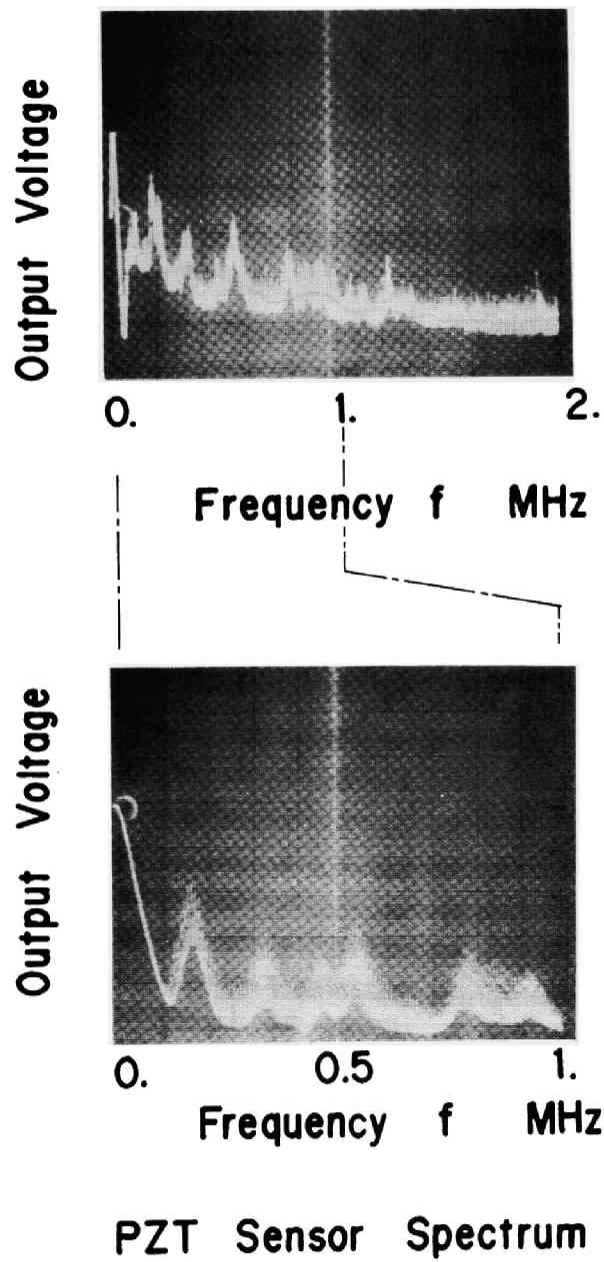 Output Voltage
0. 1. 2.
Frequency f MHz
Output Voltage
0. 0.5 1.
Frequency f MHz
PZT Sensor Spectrum